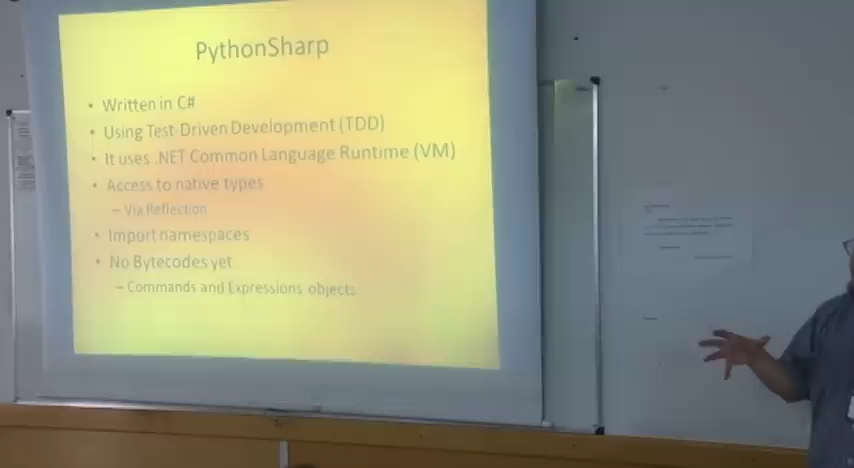 PythonSharp
• Written in C#
• Using Test-Driven Development (TDD)
• It uses .NET Common Language Runtime (VM)
• Access to native types
– Via Reflection
• Import namespaces
• No Bytecodes yet
– Commands and Expressions objects